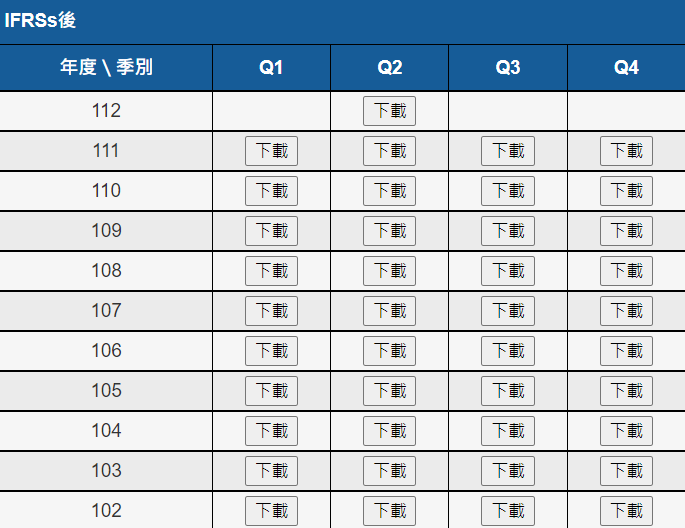 IFRSs後
年度 \ 季別 Q1 Q2 Q3 Q4
112 下載
111 下載 下載 下載 下載
110 下載 下載 下載 下載
109 下載 下載 下載 下載
108 下載 下載 下載 下載
107 下載 下載 下載 下載
106 下載 下載 下載 下載
105 下載 下載 下載 下載
104 下載 下載 下載 下載
103 下載 下載 下載 下載
102 下載 下載 下載 下載